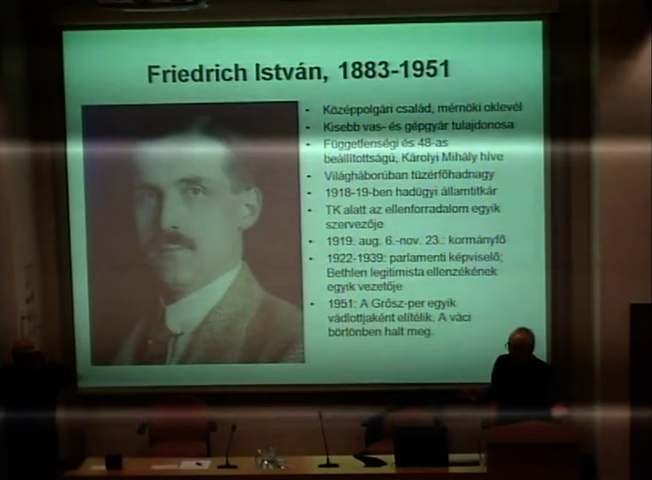 Friedrich István, 1883-1951
• Középpolgári család, mérnöki oklevél
• Kisebb vas- és gépgyár tulajdonosa
• Függetlenségi és 48-as
beállítottságú, Károlyi Mihály híve
• Világháborúban tüzérfőhadnagy
• 1918-19-ben hadügyi államtitkár
• TK alatt az ellenforradalom egyik
szervezője
• 1919. aug. 6.-nov. 23.: kormányfő
• 1922-1939: parlamenti képviselő;
Bethlen legitimista ellenzékének
egyik vezetője
• 1951: A Grősz-per egyik
vádlottjaként elítélik. A váci
börtönben halt meg.